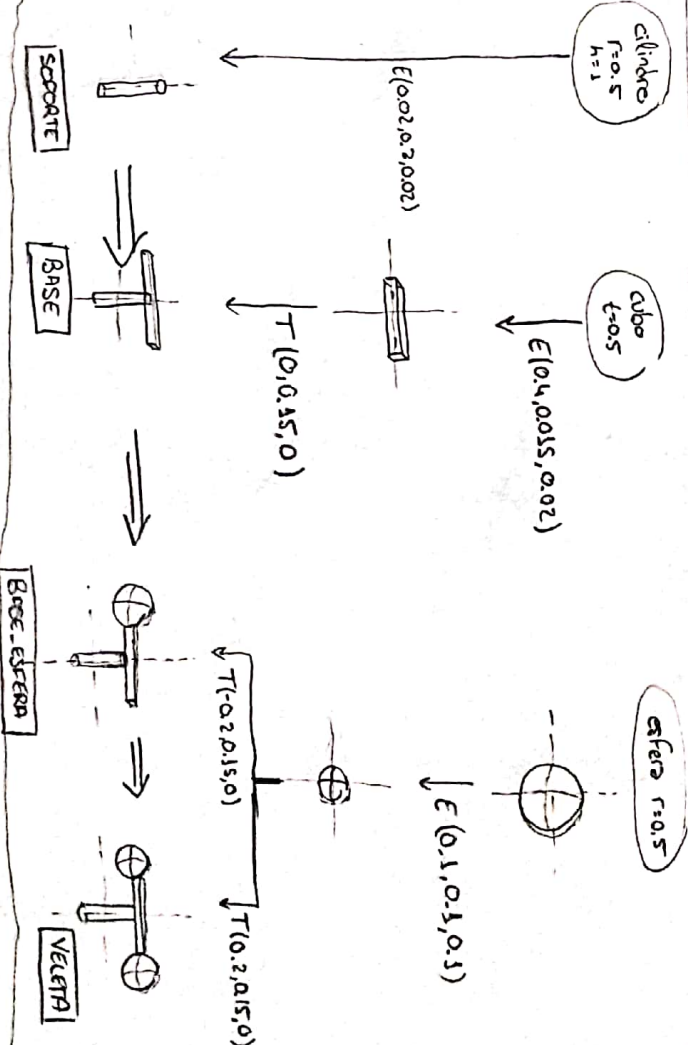 cilindro
r=0.5
h=1
E(0.02,0.2,0.02)
SOPORTE
cubo
t=0.5
E(0.4,0.015,0.02)
T(0,0.15,0)
BASE
esfera r=0.5
E(0.1,0.1,0.1)
T(-0.2,0.15,0)
T(0.2,0.15,0)
BASE_ESFERA
VELETA